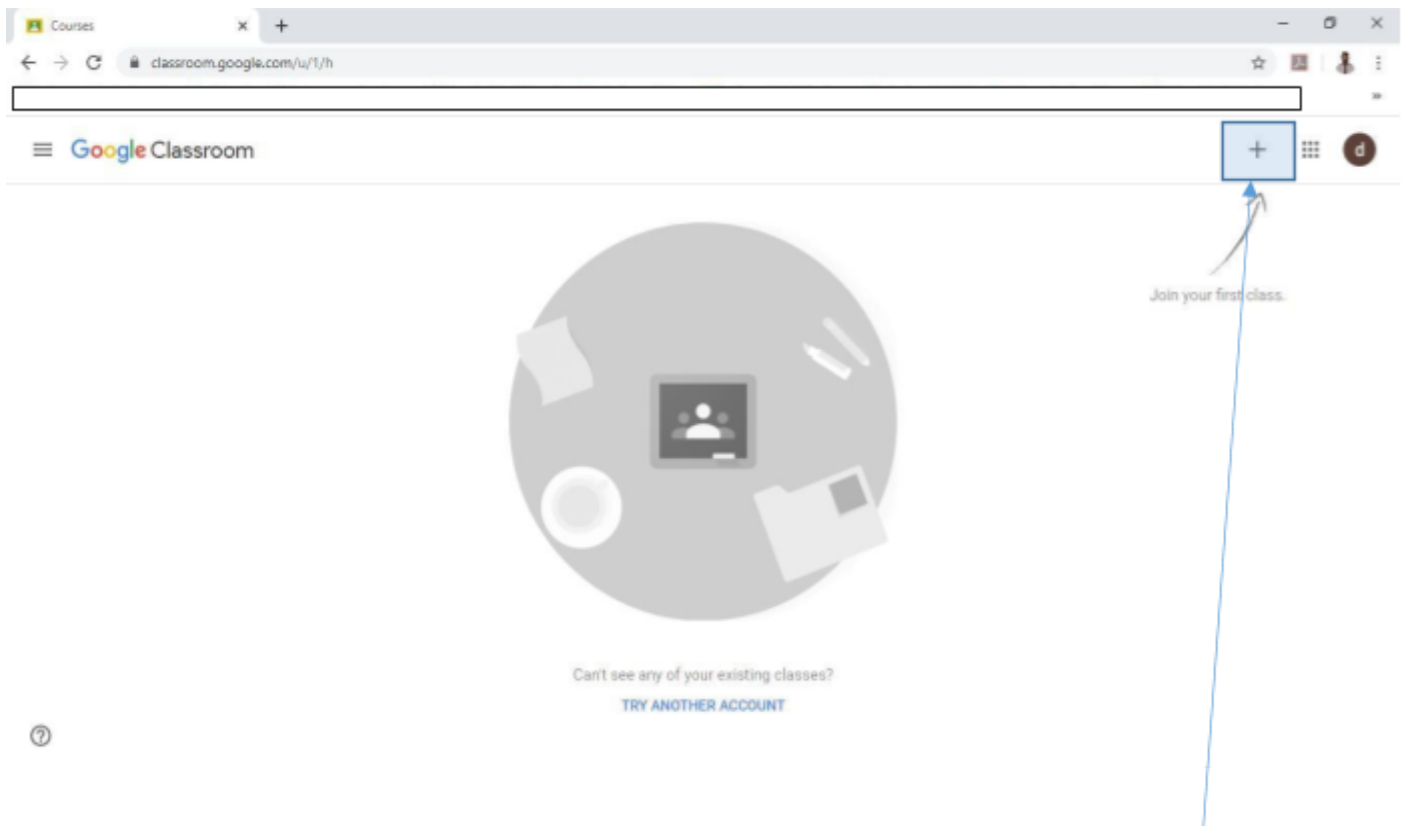 Courses
classroom.google.com/u/1/h
Google Classroom
d
Join your first class.
Can't see any of your existing classes?
TRY ANOTHER ACCOUNT